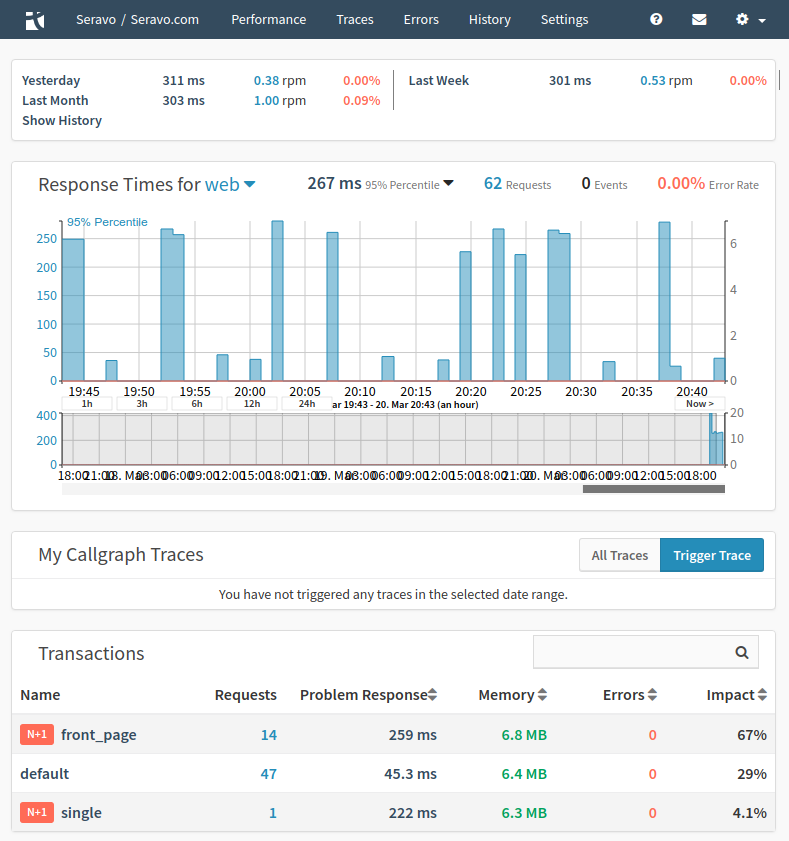 Seravo / Seravo.com Performance Traces Errors History Settings
Yesterday 311 ms 0.38 rpm 0.00% Last Week 301 ms 0.53 rpm 0.00%
Last Month 303 ms 1.00 rpm 0.09%
Show History
Response Times for web 267 ms 95% Percentile 62 Requests 0 Events 0.00% Error Rate
95% Percentile
250 6
200
150 4
100
50 2
0 0
19:45 19:50 19:55 20:00 20:05 20:10 20:15 20:20 20:25 20:30 20:35 20:40
1h 3h 6h 12h 24h ar 19:43 - 20. Mar 20:43 (an hour) Now >
400 20
200 10
0 0
18:00 21:00 18. Mar 03:00 06:00 09:00 12:00 15:00 18:00 21:00 19. Mar 03:00 06:00 09:00 12:00 15:00 18:00 21:00 20. Mar 03:00 06:00 09:00 12:00 15:00 18:00
My Callgraph Traces All Traces Trigger Trace
You have not triggered any traces in the selected date range.
Transactions
Name Requests Problem Response Memory Errors Impact
N+1 front_page 14 259 ms 6.8 MB 0 67%
default 47 45.3 ms 6.4 MB 0 29%
N+1 single 1 222 ms 6.3 MB 0 4.1%